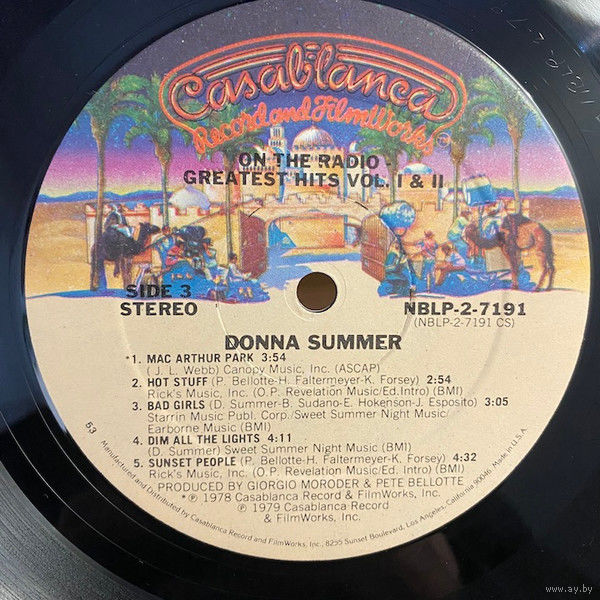 Casablanca
Record and FilmWorks
ON THE RADIO -
GREATEST HITS VOL. I & II
SIDE 3
STEREO
NBLP-2-7191
(NBLP-2-7191 CS)
DONNA SUMMER
*1. MAC ARTHUR PARK 3:54
( J. L. Webb) Canopy Music, Inc. (ASCAP)
2. HOT STUFF (P. Bellotte-H. Faltermeyer-K. Forsey) 2:54
Rick's Music, Inc. (O.P. Revelation Music/Ed.Intro) (BMI)
3. BAD GIRLS (D. Summer-B. Sudano-E. Hokenson-J. Esposito) 3:05
Starrin Music Publ. Corp./Sweet Summer Night Music/
Earborne Music (BMI)
4. DIM ALL THE LIGHTS 4:11
(D. Summer) Sweet Summer Night Music (BMI)
5. SUNSET PEOPLE (P. Bellotte-H. Faltermeyer-K. Forsey) 4:32
Rick's Music, Inc. (O.P. Revelation Music/Ed. Intro) (BMI)
PRODUCED BY GIORGIO MORODER & PETE BELLOTTE
*℗ 1978 Casablanca Record & FilmWorks, Inc.
℗ 1979 Casablanca Record
& FilmWorks, Inc.
53
Manufactured and Distributed by Casablanca Record and FilmWorks, Inc., 8255 Sunset Boulevard, Los Angeles, California 90046. Made in U.S.A.
www.ay.by